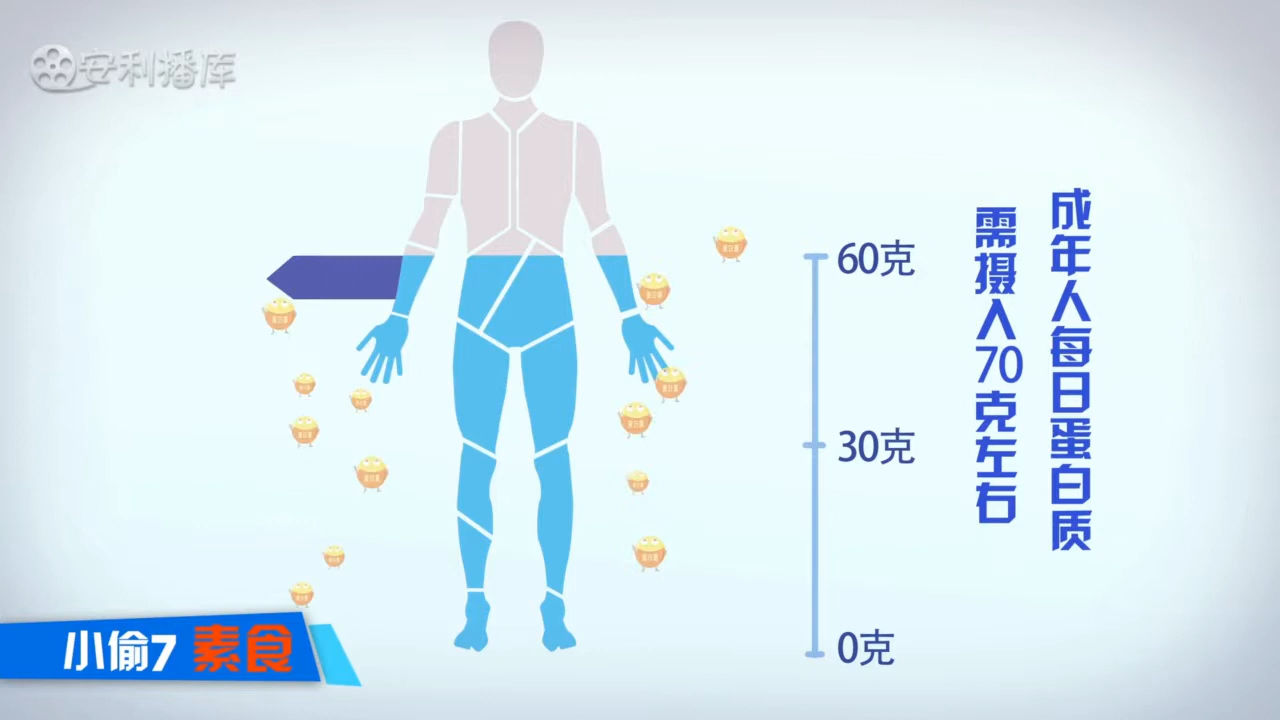 安利播库
成年人每日蛋白质
需摄入70克左右
60克
30克
0克
小偷7 素食